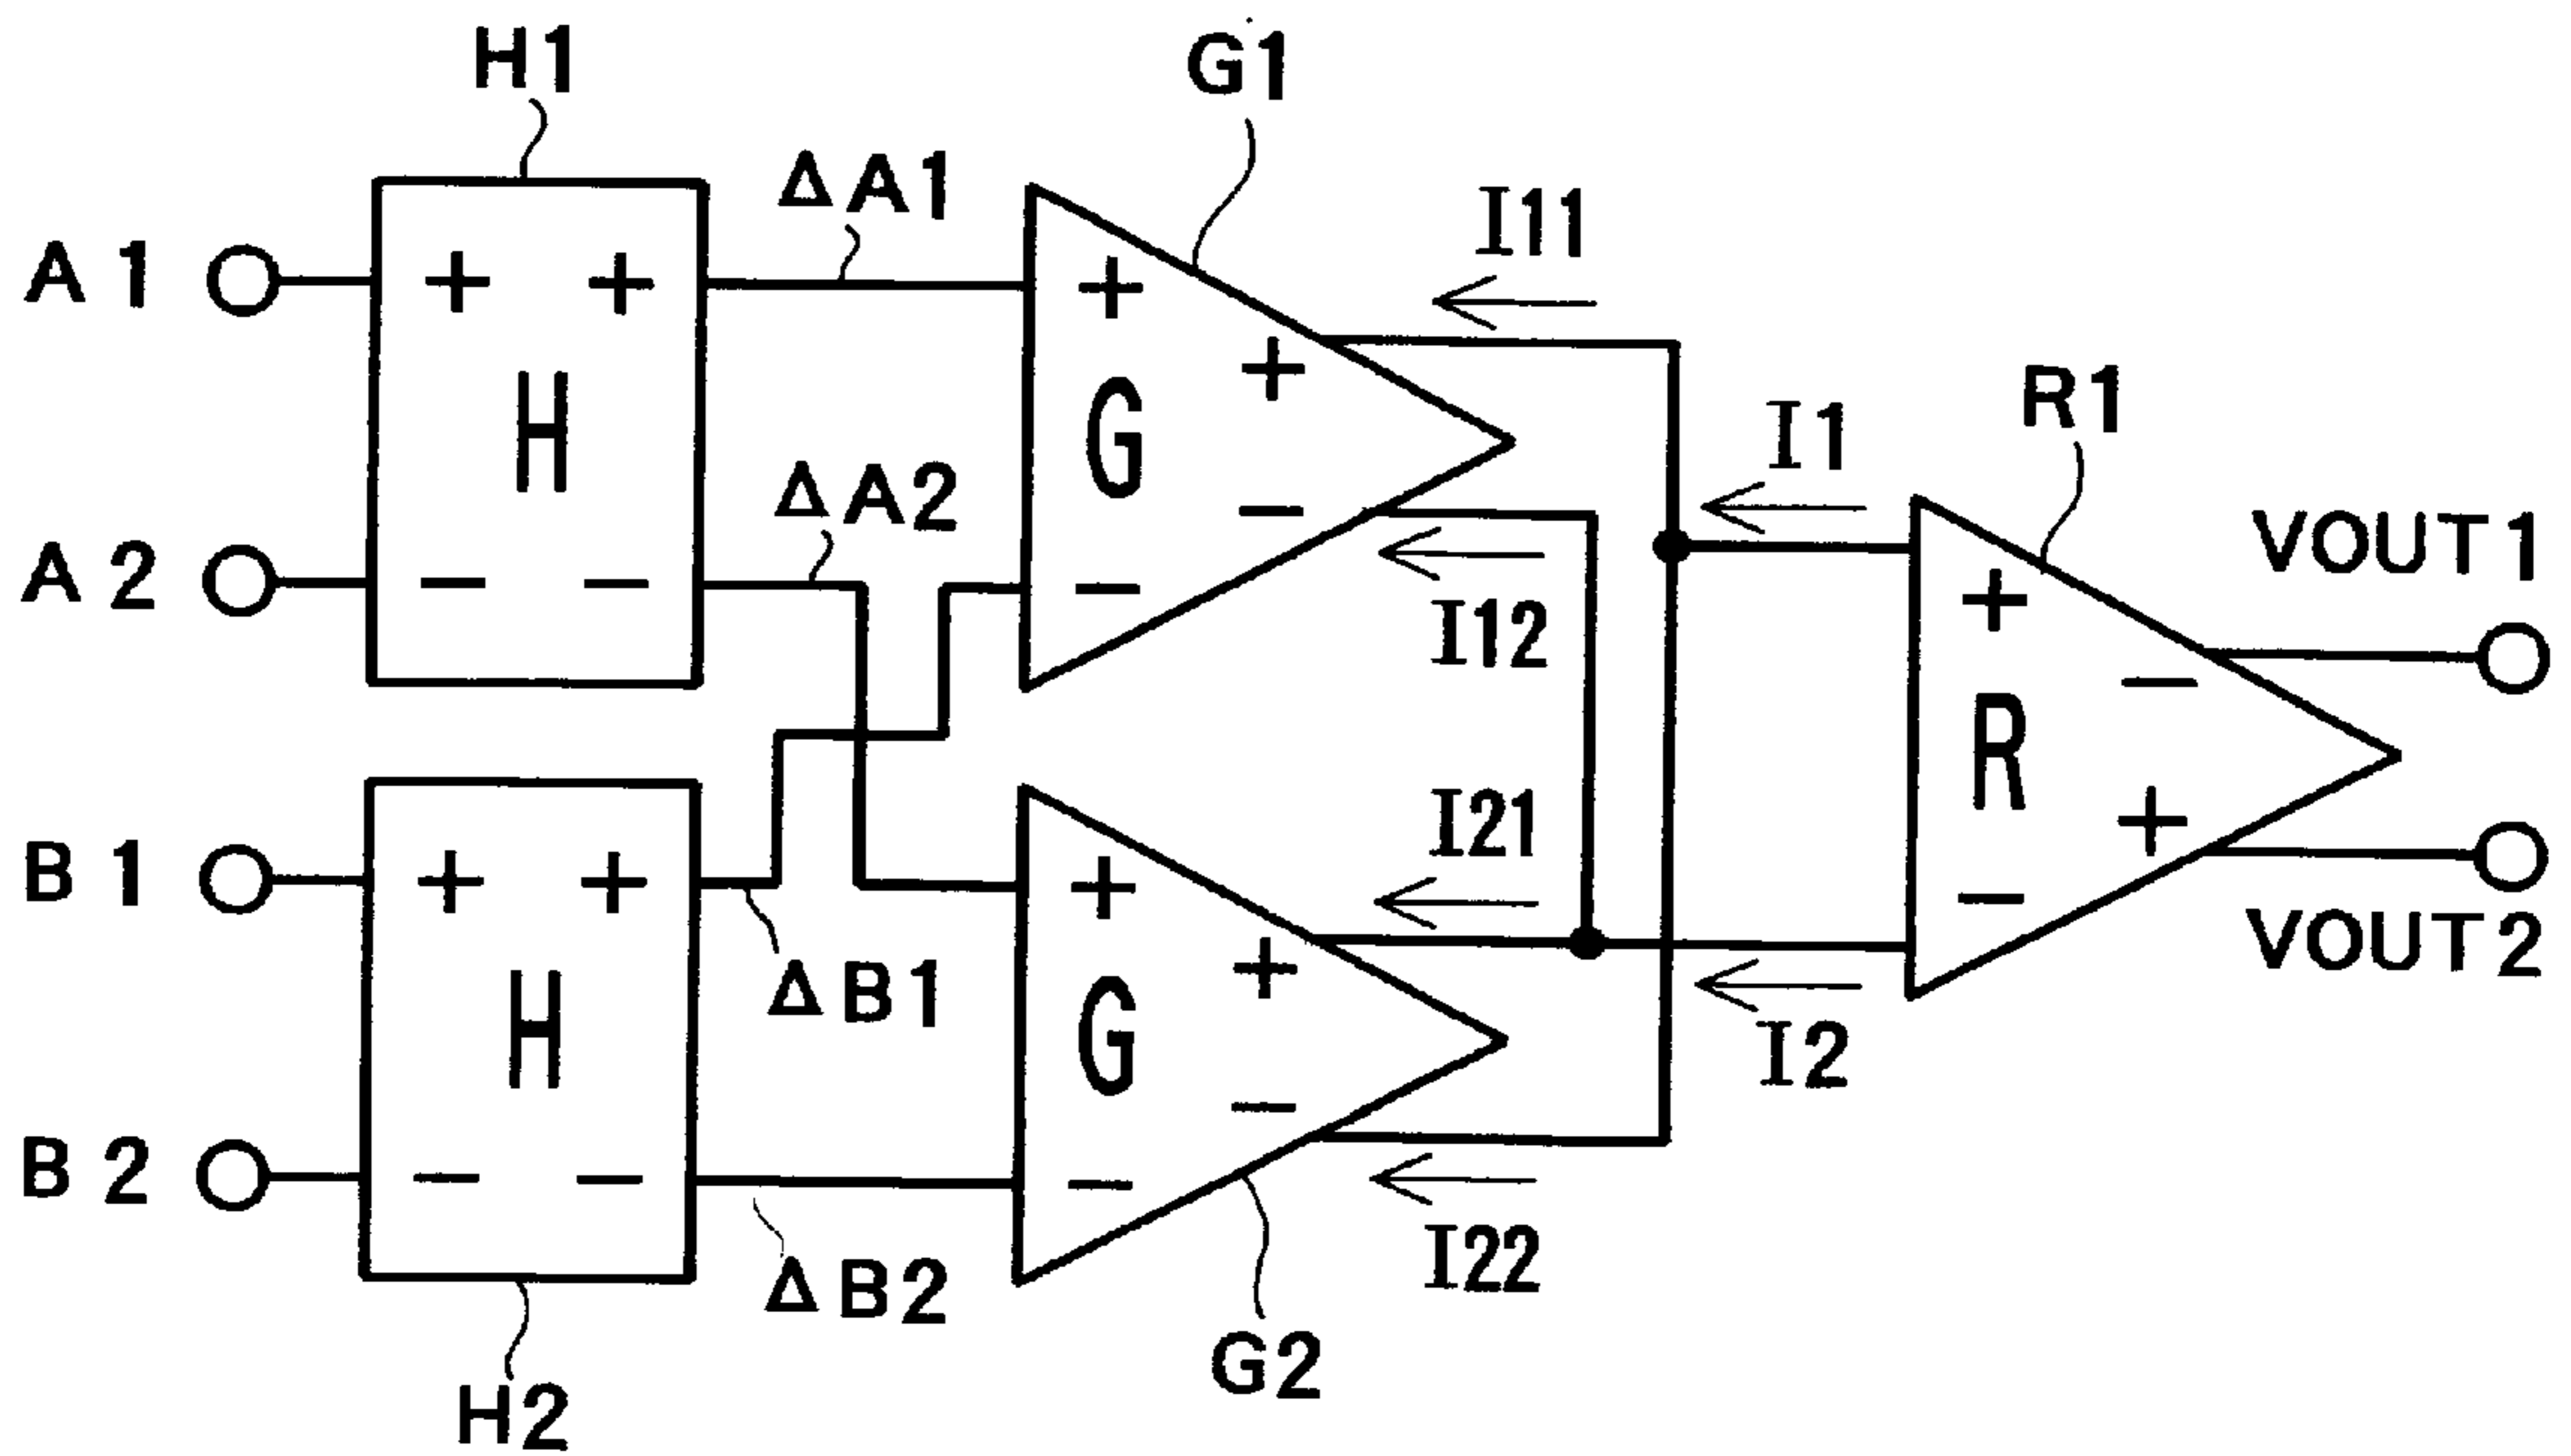 H1
G1
ΔA1
I11
A1
+ +
+
+
H
G
I1
R1
ΔA2
−
VOUT1
A2
− −
−
I12
+
−
R
I21
+
B1
+ +
+
−
VOUT2
ΔB1
+
H
G
I2
−
B2
− −
−
ΔB2
I22
G2
H2